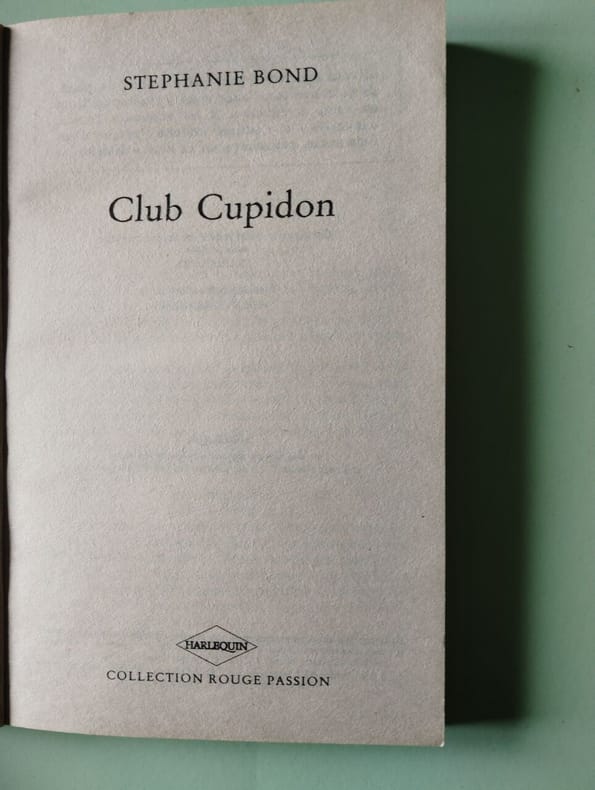 STEPHANIE BOND
Club Cupidon
HARLEQUIN
COLLECTION ROUGE PASSION